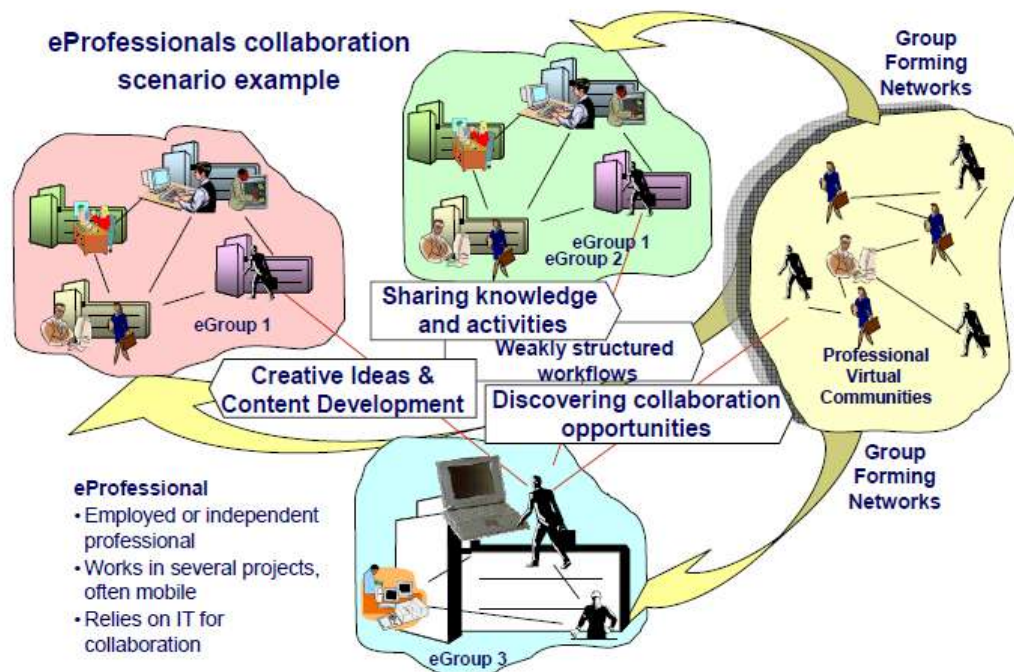 eProfessionals collaboration
scenario example
Group
Forming
Networks
eGroup 1
eGroup 2
Sharing knowledge
and activities
eGroup 1
Weakly structured
workflows
Professional
Virtual
Communities
Creative Ideas &
Content Development
Discovering collaboration
opportunities
Group
Forming
Networks
eProfessional
• Employed or independent
professional
• Works in several projects,
often mobile
• Relies on IT for
collaboration
eGroup 3